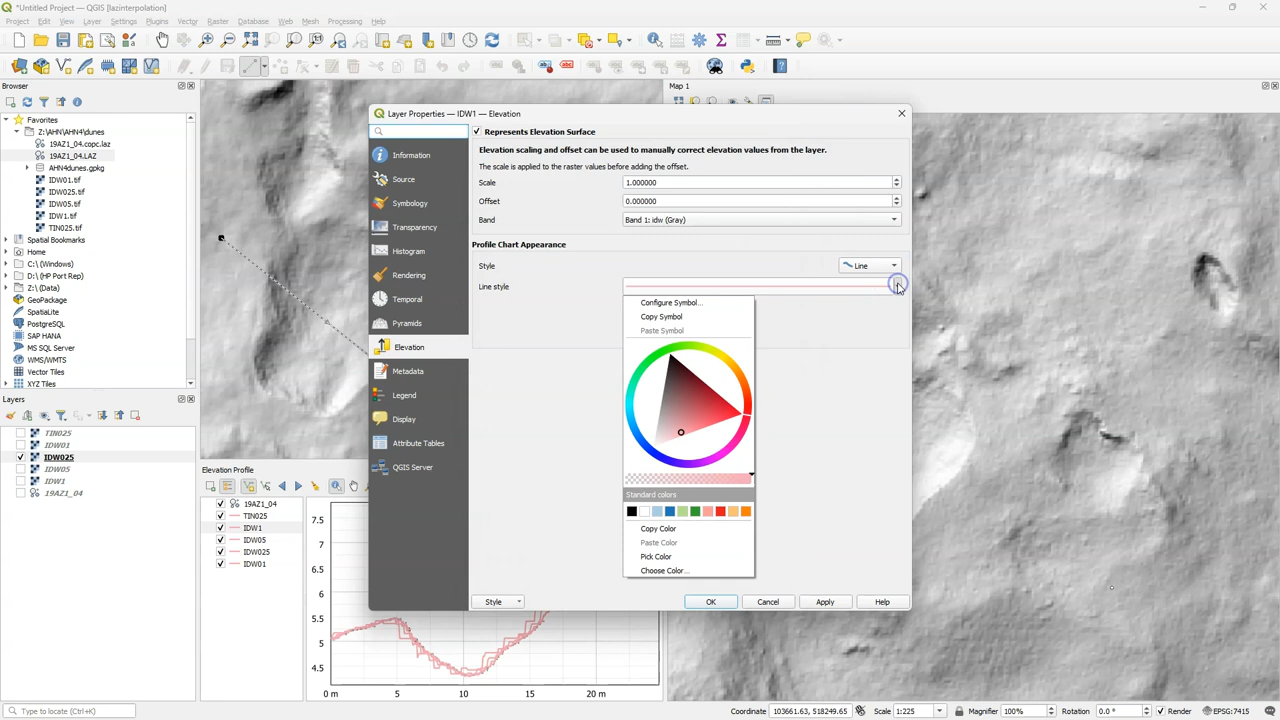 *Untitled Project — QGIS [lazinterpolation]
Project Edit View Layer Settings Plugins Vector Raster Database Web Mesh Processing Help
Browser
Favorites
Z:\AHN\AHN4\dunes
19AZ1_04.copc.laz
19AZ1_04.LAZ
AHN4dunes.gpkg
IDW01.tif
IDW025.tif
IDW05.tif
IDW1.tif
TIN025.tif
Spatial Bookmarks
Home
C:\ (Windows)
D:\ (HP Port Rep)
Z:\ (Data)
GeoPackage
SpatiaLite
PostgreSQL
SAP HANA
MS SQL Server
WMS/WMTS
Vector Tiles
XYZ Tiles
Layers
TIN025
IDW01
IDW025
IDW05
IDW1
19AZ1_04
Elevation Profile
19AZ1_04
TIN025
IDW1
IDW05
IDW025
IDW01
7.5
7
6.5
6
5.5
5
4.5
0 m 5 10 15 20 m
Map 1
Layer Properties — IDW1 — Elevation
Information
Source
Symbology
Transparency
Histogram
Rendering
Temporal
Pyramids
Elevation
Metadata
Legend
Display
Attribute Tables
QGIS Server
Represents Elevation Surface
Elevation scaling and offset can be used to manually correct elevation values from the layer.
The scale is applied to the raster values before adding the offset.
Scale 1.000000
Offset 0.000000
Band Band 1: idw (Gray)
Profile Chart Appearance
Style Line
Line style
Configure Symbol...
Copy Symbol
Paste Symbol
Standard colors
Copy Color
Paste Color
Pick Color
Choose Color...
Style OK Cancel Apply Help
Type to locate (Ctrl+K) Coordinate 103661.63, 518249.65 Scale 1:225 Magnifier 100% Rotation 0.0 ° Render EPSG:7415